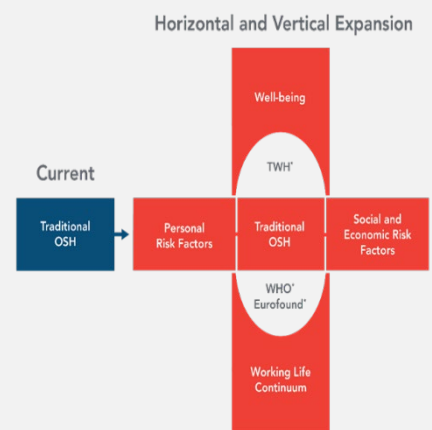 Horizontal and Vertical Expansion
Well-being
TWH*
Current
Traditional
OSH
Personal
Risk Factors
Traditional
OSH
Social and
Economic Risk
Factors
WHO*
Eurofound*
Working Life
Continuum